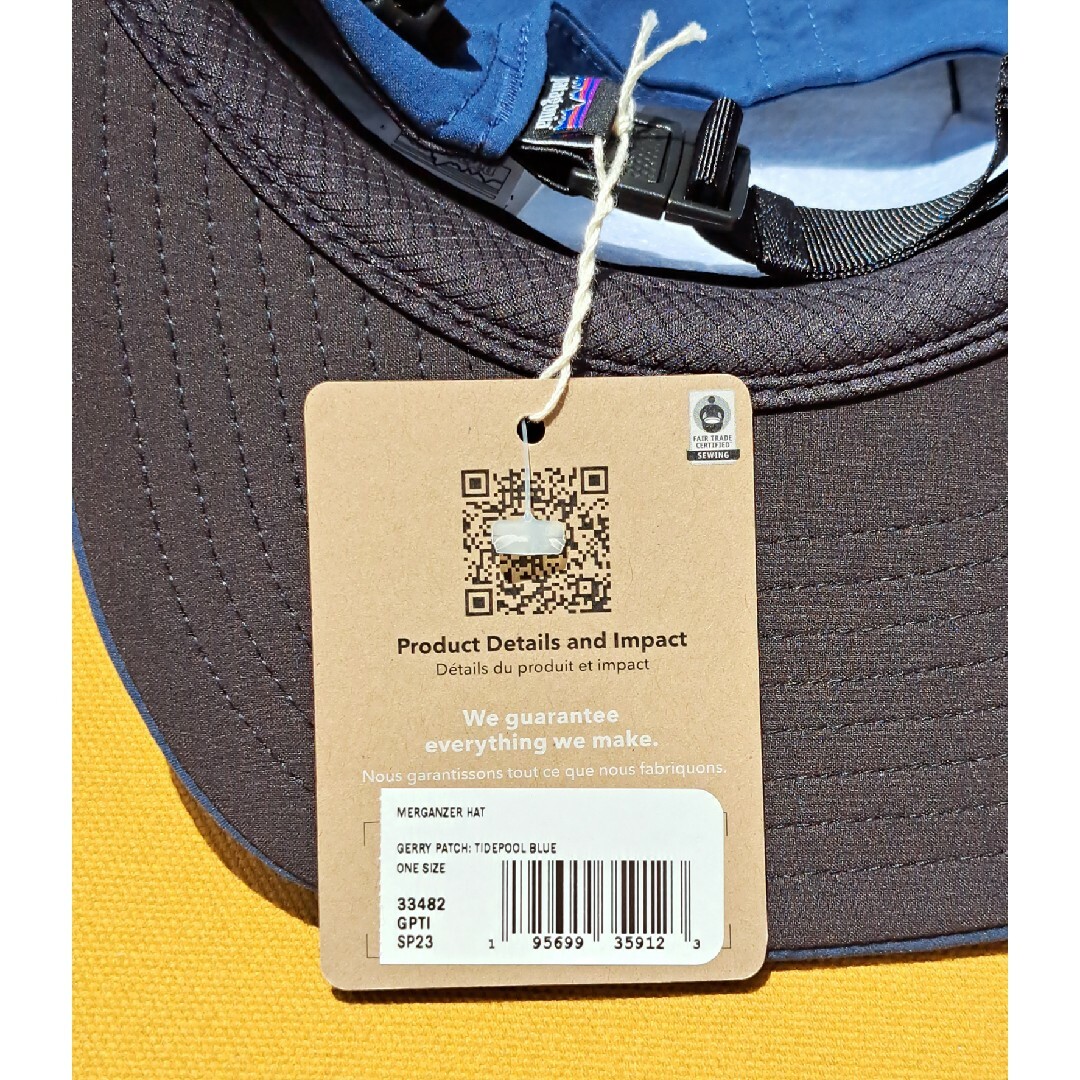 patagonia
FAIR TRADE
CERTIFIED
SEWING
Product Details and Impact
Détails du produit et impact
We guarantee
everything we make.
Nous garantissons tout ce que nous fabriquons.
MERGANZER HAT
GERRY PATCH: TIDEPOOL BLUE
ONE SIZE
33482
GPTI
SP23
1 95699 35912 3